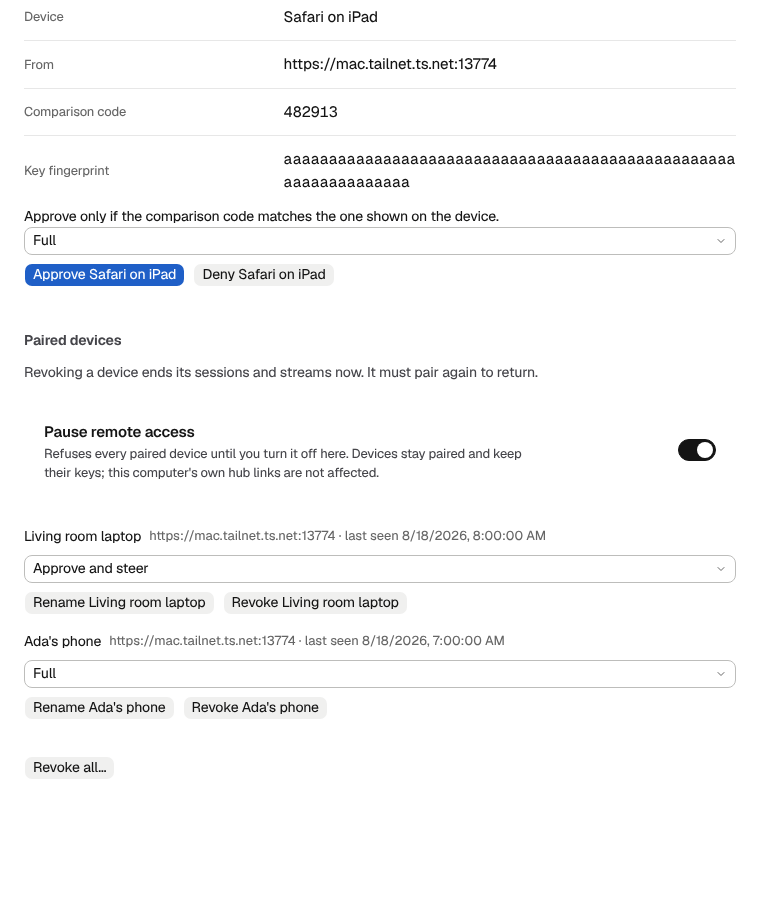 Device
Safari on iPad
From
https://mac.tailnet.ts.net:13774
Comparison code
482913
Key fingerprint
aaaaaaaaaaaaaaaaaaaaaaaaaaaaaaaaaaaaaaaaaaaaaaaaaa
aaaaaaaaaaaaaa
Approve only if the comparison code matches the one shown on the device.
Full
Approve Safari on iPad
Deny Safari on iPad
Paired devices
Revoking a device ends its sessions and streams now. It must pair again to return.
Pause remote access
Refuses every paired device until you turn it off here. Devices stay paired and keep
their keys; this computer's own hub links are not affected.
Living room laptop https://mac.tailnet.ts.net:13774 · last seen 8/18/2026, 8:00:00 AM
Approve and steer
Rename Living room laptop
Revoke Living room laptop
Ada's phone https://mac.tailnet.ts.net:13774 · last seen 8/18/2026, 7:00:00 AM
Full
Rename Ada's phone
Revoke Ada's phone
Revoke all…